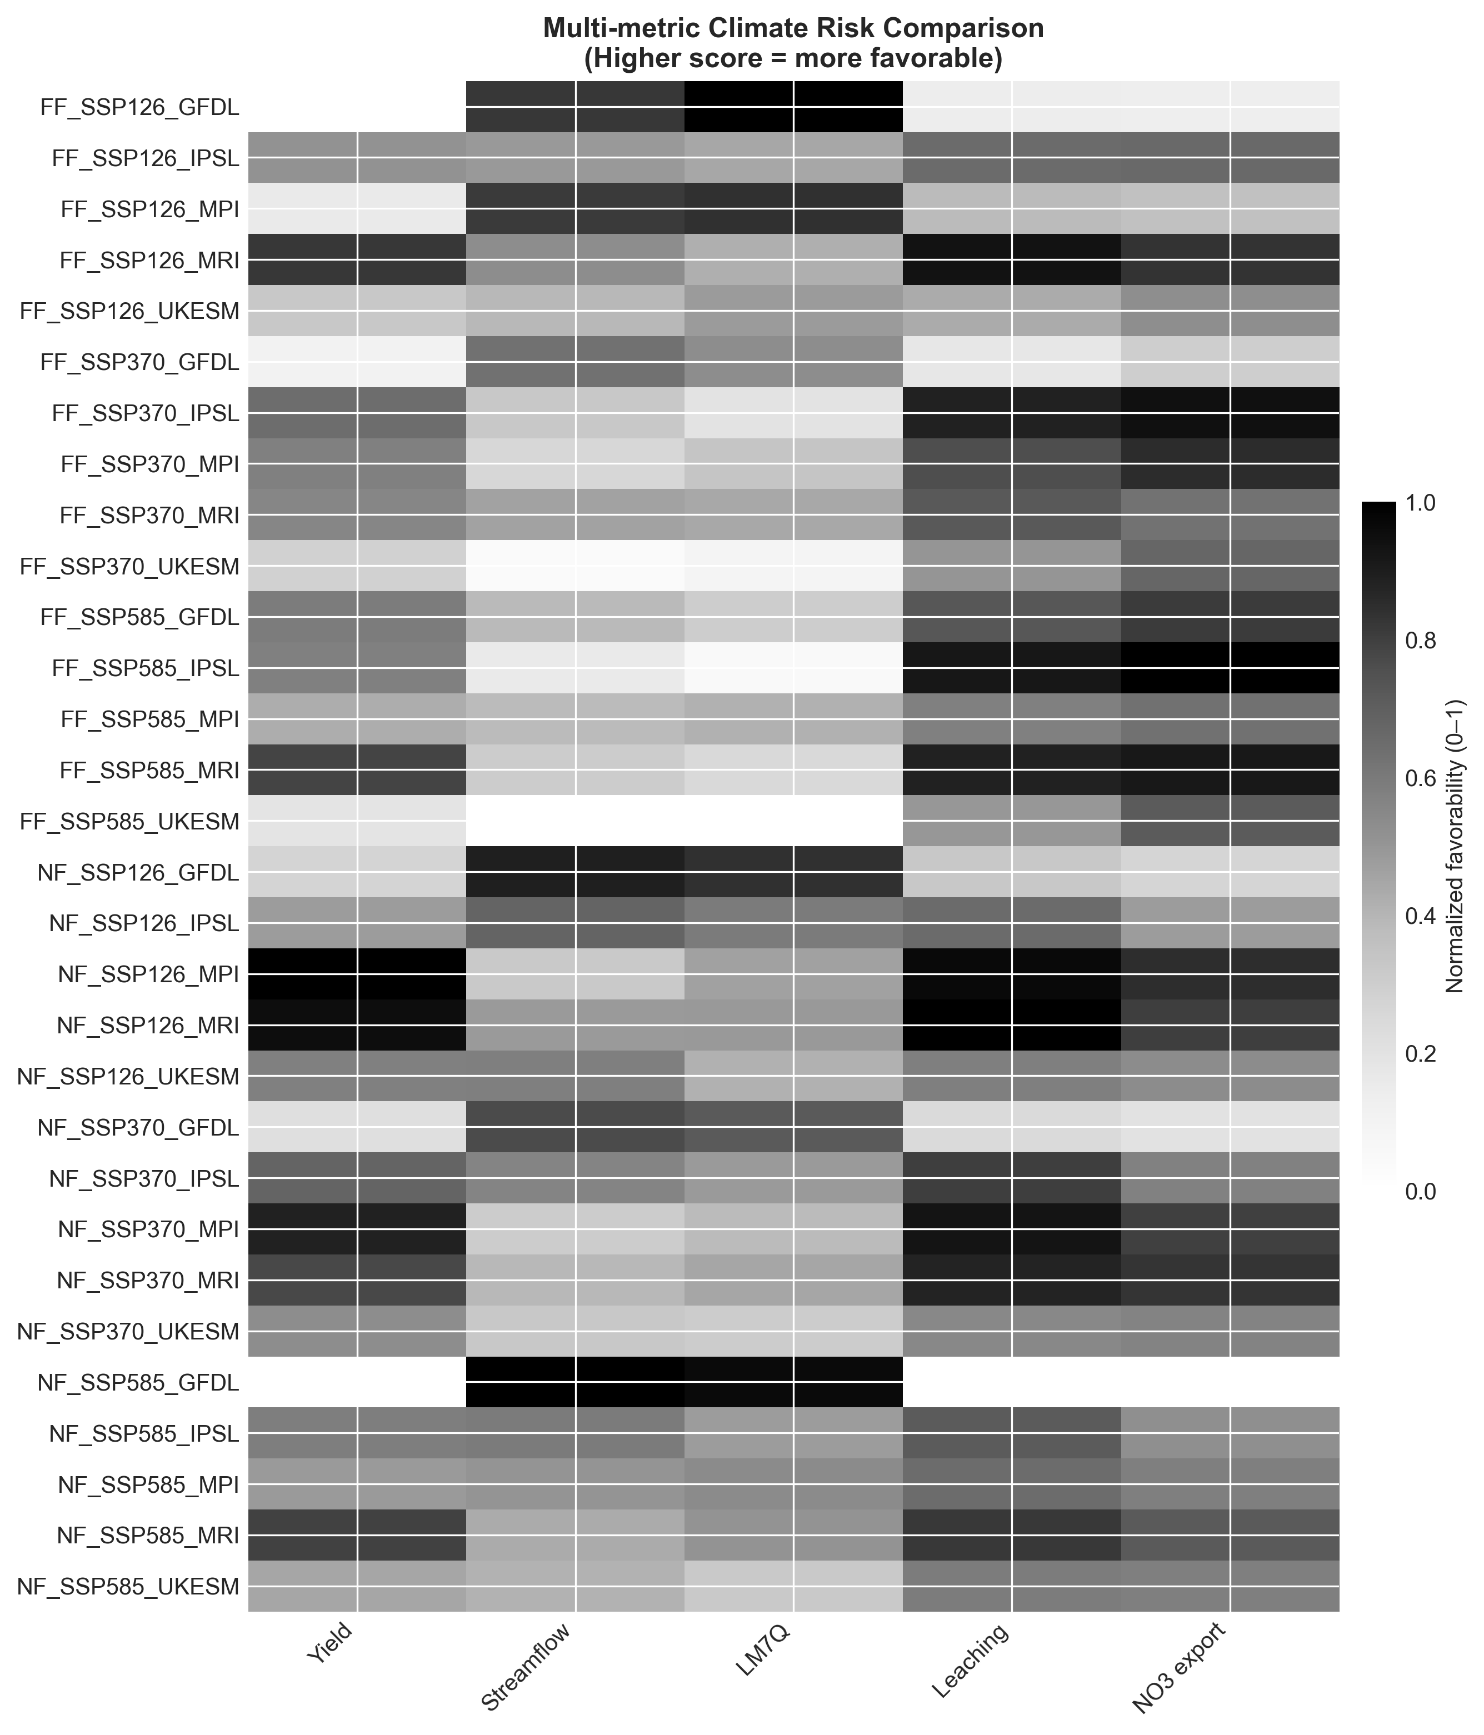 Multi-metric Climate Risk Comparison
(Higher score = more favorable)
FF_SSP126_GFDL
FF_SSP126_IPSL
FF_SSP126_MPI
FF_SSP126_MRI
FF_SSP126_UKESM
FF_SSP370_GFDL
FF_SSP370_IPSL
FF_SSP370_MPI
FF_SSP370_MRI
FF_SSP370_UKESM
FF_SSP585_GFDL
FF_SSP585_IPSL
FF_SSP585_MPI
FF_SSP585_MRI
FF_SSP585_UKESM
NF_SSP126_GFDL
NF_SSP126_IPSL
NF_SSP126_MPI
NF_SSP126_MRI
NF_SSP126_UKESM
NF_SSP370_GFDL
NF_SSP370_IPSL
NF_SSP370_MPI
NF_SSP370_MRI
NF_SSP370_UKESM
NF_SSP585_GFDL
NF_SSP585_IPSL
NF_SSP585_MPI
NF_SSP585_MRI
NF_SSP585_UKESM
Yield
Streamflow
LM7Q
Leaching
NO3 export
1.0
0.8
0.6
0.4
0.2
0.0
Normalized favorability (0–1)